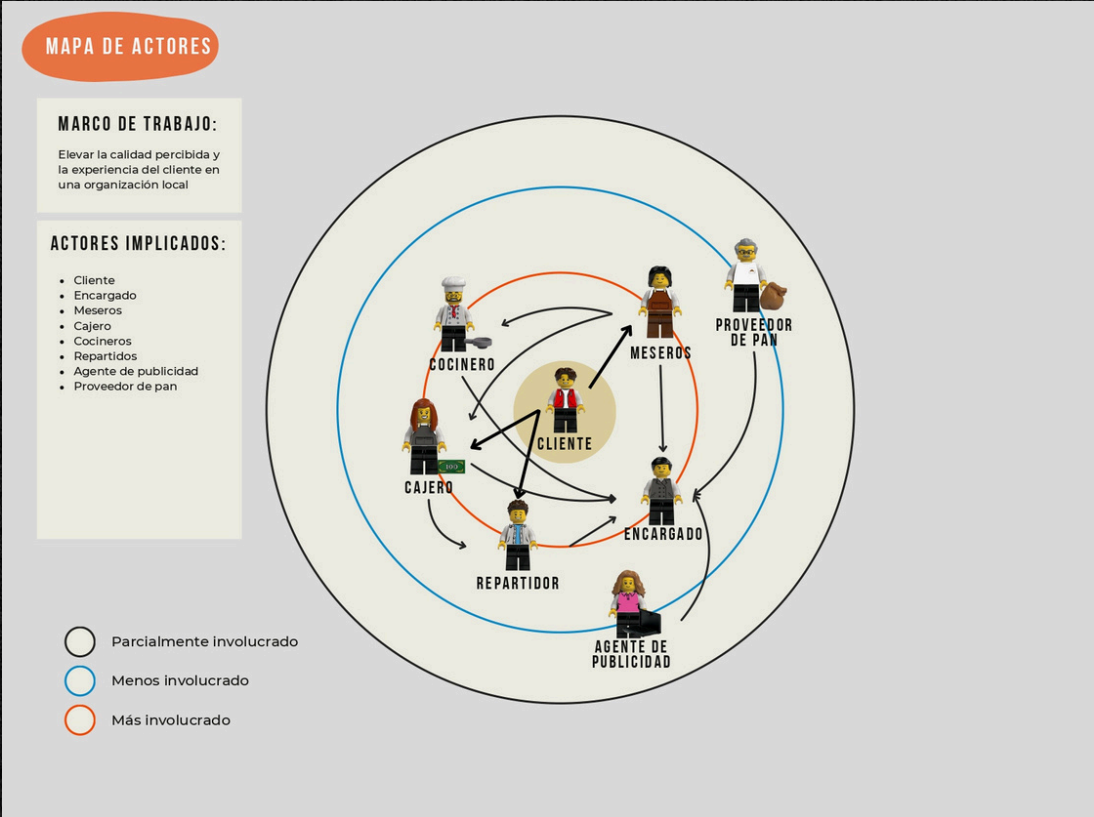 MAPA DE ACTORES
MARCO DE TRABAJO:
Elevar la calidad percibida y
la experiencia del cliente en
una organización local
ACTORES IMPLICADOS:
• Cliente
• Encargado
• Meseros
• Cajero
• Cocineros
• Repartidos
• Agente de publicidad
• Proveedor de pan
PROVEEDOR
DE PAN
MESEROS
COCINERO
CLIENTE
CAJERO
100
ENCARGADO
REPARTIDOR
AGENTE DE
PUBLICIDAD
Parcialmente involucrado
Menos involucrado
Más involucrado